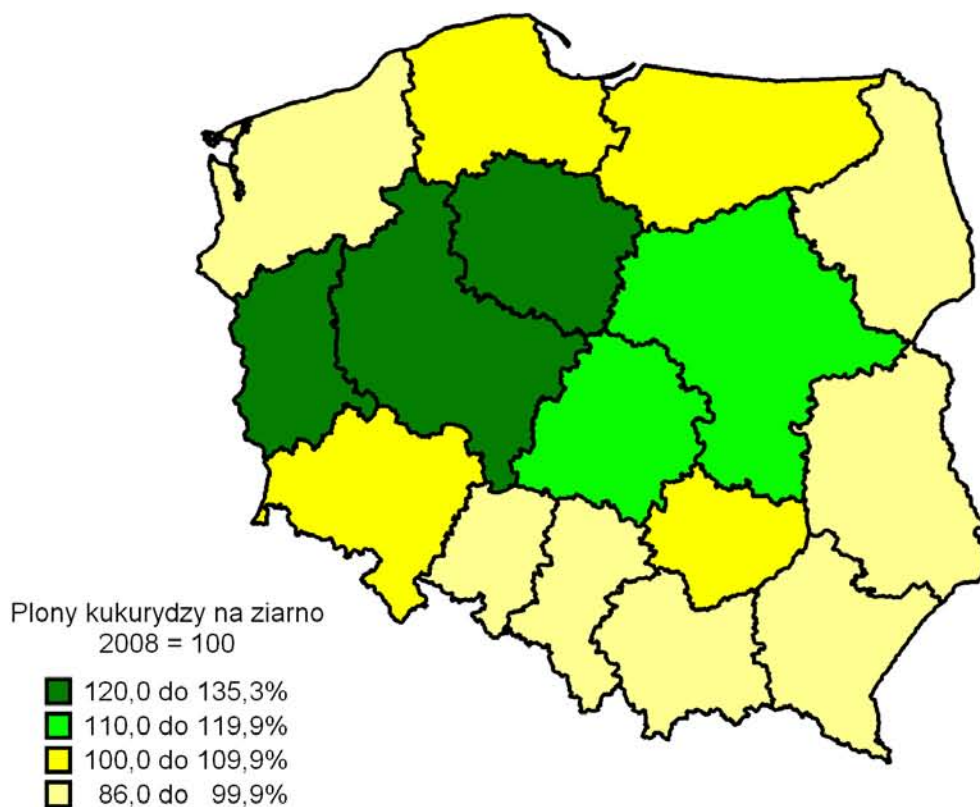 Plony kukurydzy na ziarno
2008 = 100
120,0 do 135,3%
110,0 do 119,9%
100,0 do 109,9%
86,0 do 99,9%